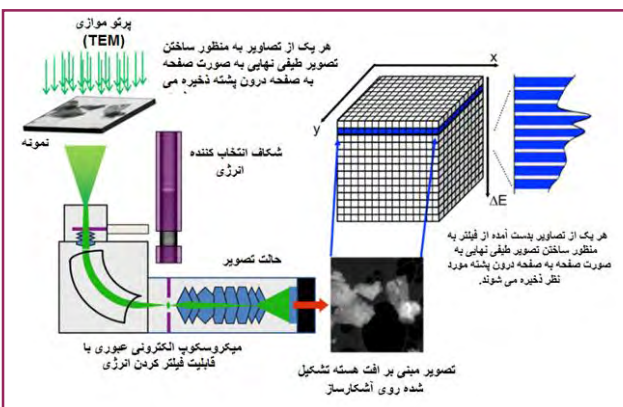 پرتو موازی
(TEM)
هر یک از تصاویر به منظور ساختن
تصویر طیفی نهایی به صورت صفحه
به صفحه درون پشته ذخیره می
نمونه
شکاف انتخاب کننده
انرژی
حالت تصویر
میکروسکوپ الکترونی عبوری با
قابلیت فیلتر کردن انرژی
x
y
ΔE
هر یک از تصاویر بدست آمده از فیلتر به
منظور ساختن تصویر طیفی نهایی به
صورت صفحه به صفحه درون پشته مورد
نظر ذخیره می شوند.
تصویر مبنی بر افت هسته تشکیل
شده روی آشکارساز